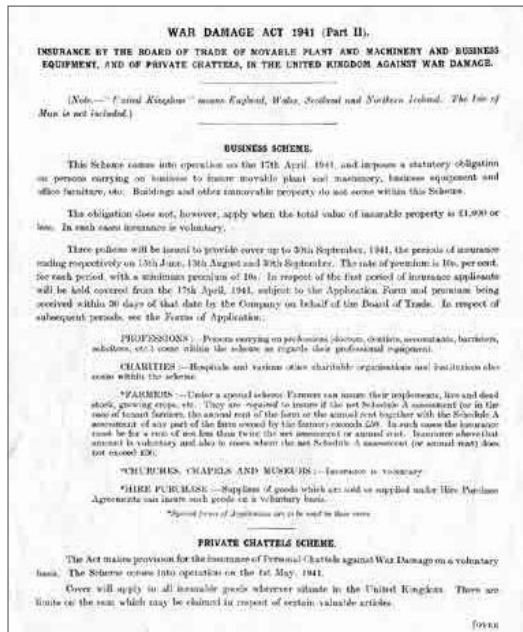 WAR DAMAGE ACT 1941 (Part II).
INSURANCE BY THE BOARD OF TRADE OF MOVABLE PLANT AND MACHINERY AND BUSINESS
EQUIPMENT, AND OF PRIVATE CHATTELS, IN THE UNITED KINGDOM AGAINST WAR DAMAGE.
(Note.—"United Kingdom" means England, Wales, Scotland and Northern Ireland. The Isle of
Man is not included.)
BUSINESS SCHEME.
This Scheme comes into operation on the 17th April, 1941, and imposes a statutory obligation
on persons carrying on business to insure movable plant and machinery, business equipment and
office furniture, etc. Buildings and other immovable property do not come within this Scheme.
The obligation does not, however, apply when the total value of insurable property is £1,000 or
less. In such cases insurance is voluntary.
Three policies will be issued to provide cover up to 30th September, 1941, the periods of insurance
ending respectively on 15th June, 15th August and 30th September. The rate of premium is 10s. per cent.
for each period, with a minimum premium of 10s. In respect of the first period of insurance applicants
will be held covered from the 17th April, 1941, subject to the Application Form and premium being
received within 30 days of that date by the Company on behalf of the Board of Trade. In respect of
subsequent periods, see the Forms of Application.
PROFESSIONS :—Persons carrying on professions (doctors, dentists, accountants, barristers,
solicitors, etc.) come within the scheme as regards their professional equipment.
CHARITIES :—Hospitals and various other charitable organisations and institutions also
come within the scheme.
*FARMERS :—Under a special scheme Farmers can insure their implements, live and dead
stock, growing crops, etc. They are required to insure if the net Schedule A assessment (or in the
case of tenant farmers, the annual rent of the farm or the annual rent together with the Schedule A
assessment of any part of the farm owned by the farmer) exceeds £50. In such cases the insurance
must be for a sum of not less than twice the net assessment or annual rent. Insurance above that
amount is voluntary and also in cases where the net Schedule A assessment (or annual rent) does
not exceed £50.
*CHURCHES, CHAPELS AND MUSEUMS :—Insurance is voluntary
*HIRE PURCHASE :—Suppliers of goods which are sold or supplied under Hire Purchase
Agreements can insure such goods on a voluntary basis.
*Special forms of Application are to be used in these cases
PRIVATE CHATTELS SCHEME.
The Act makes provision for the insurance of Personal Chattels against War Damage on a voluntary
basis. The Scheme comes into operation on the 1st May, 1941.
Cover will apply to all insurable goods wherever situate in the United Kingdom. There are
limits on the sum which may be claimed in respect of certain valuable articles.
[OVER